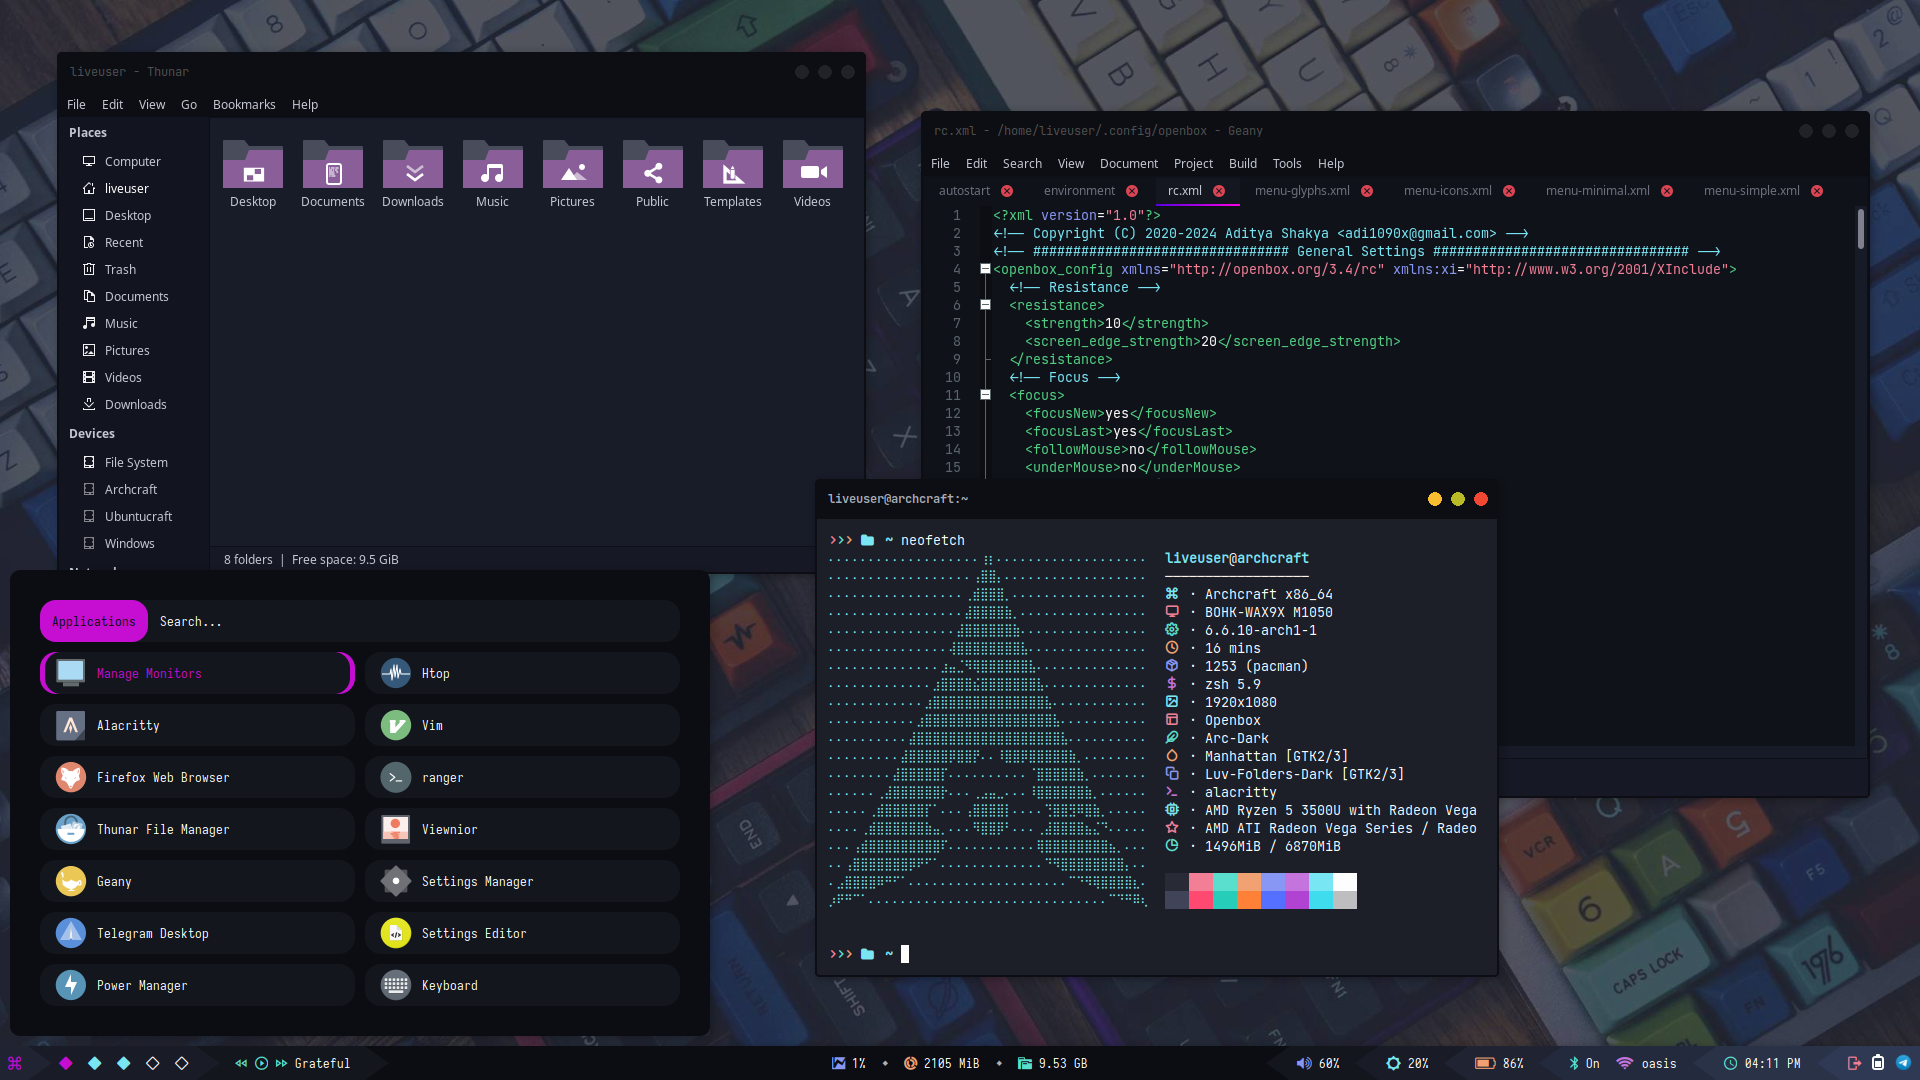 liveuser - Thunar
File Edit View Go Bookmarks Help
Places
Computer
liveuser
Desktop
Recent
Trash
Documents
Music
Pictures
Videos
Downloads
Devices
File System
Archcraft
Ubuntucraft
Windows
Desktop Documents Downloads Music Pictures Public Templates Videos
8 folders | Free space: 9.5 GiB
rc.xml - /home/liveuser/.config/openbox - Geany
File Edit Search View Document Project Build Tools Help
autostart environment rc.xml menu-glyphs.xml menu-icons.xml menu-minimal.xml menu-simple.xml
1 <?xml version="1.0"?>
2 <!-- Copyright (C) 2020-2024 Aditya Shakya <adi1090x@gmail.com> -->
3 <!-- ################################ General Settings ################################ -->
4 <openbox_config xmlns="http://openbox.org/3.4/rc" xmlns:xi="http://www.w3.org/2001/XInclude">
5 <!-- Resistance -->
6 <resistance>
7 <strength>10</strength>
8 <screen_edge_strength>20</screen_edge_strength>
9 </resistance>
10 <!-- Focus -->
11 <focus>
12 <focusNew>yes</focusNew>
13 <focusLast>yes</focusLast>
14 <followMouse>no</followMouse>
15 <underMouse>no</underMouse>
liveuser@archcraft:~
>>> ~ neofetch
liveuser@archcraft
· Archcraft x86_64
· BOHK-WAX9X M1050
· 6.6.10-arch1-1
· 16 mins
· 1253 (pacman)
· zsh 5.9
· 1920x1080
· Openbox
· Arc-Dark
· Manhattan [GTK2/3]
· Luv-Folders-Dark [GTK2/3]
· alacritty
· AMD Ryzen 5 3500U with Radeon Vega
· AMD ATI Radeon Vega Series / Radeo
· 1496MiB / 6870MiB
>>> ~
Applications Search...
Manage Monitors Htop
Alacritty Vim
Firefox Web Browser ranger
Thunar File Manager Viewnior
Geany Settings Manager
Telegram Desktop Settings Editor
Power Manager Keyboard
Grateful 1% 2105 MiB 9.53 GB 60% 20% 86% On oasis 04:11 PM
END
VCR
A
F5
6
CAPS LOCK
FN
196
RETURN
SHIFT